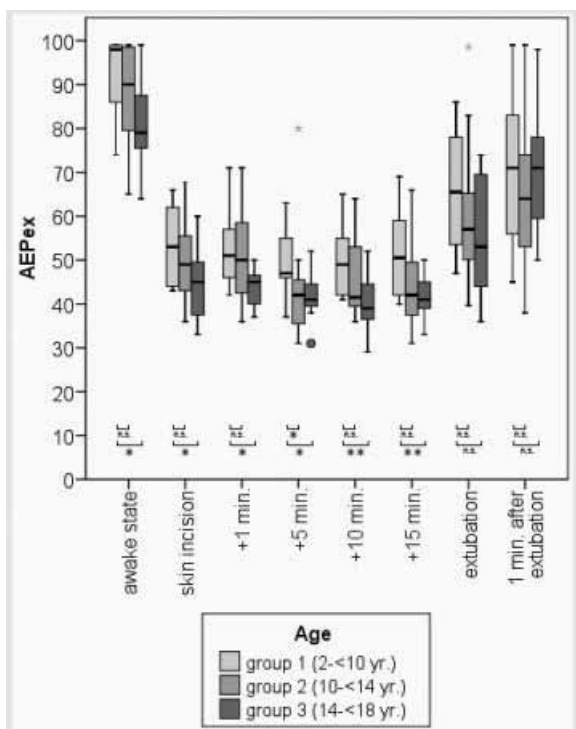 100
90
80
70
60
50
40
30
20
10
0
AEPex
awake state
skin incision
+1 min.
+5 min.
+10 min.
+15 min.
extubation
1 min. after
extubation
Age
group 1 (2-<10 yr.)
group 2 (10-<14 yr.)
group 3 (14-<18 yr.)